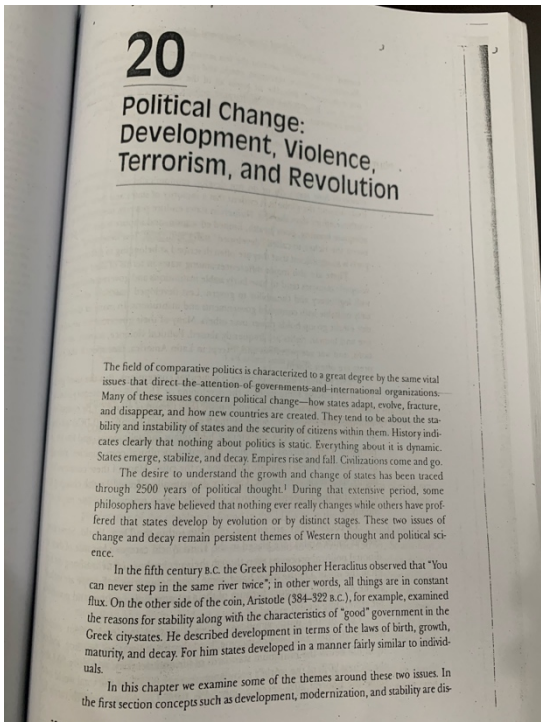 20
Political Change:
Development, Violence,
Terrorism, and Revolution
The field of comparative politics is characterized to a great degree by the same vital
issues that direct the attention of governments and international organizations.
Many of these issues concern political change—how states adapt, evolve, fracture,
and disappear, and how new countries are created. They tend to be about the sta-
bility and instability of states and the security of citizens within them. History indi-
cates clearly that nothing about politics is static. Everything about it is dynamic.
States emerge, stabilize, and decay. Empires rise and fall. Civilizations come and go.
The desire to understand the growth and change of states has been traced
through 2500 years of political thought.¹ During that extensive period, some
philosophers have believed that nothing ever really changes while others have prof-
fered that states develop by evolution or by distinct stages. These two issues of
change and decay remain persistent themes of Western thought and political sci-
ence.
In the fifth century B.C. the Greek philosopher Heraclitus observed that "You
can never step in the same river twice"; in other words, all things are in constant
flux. On the other side of the coin, Aristotle (384–322 B.C.), for example, examined
the reasons for stability along with the characteristics of "good" government in the
Greek city-states. He described development in terms of the laws of birth, growth,
maturity, and decay. For him states developed in a manner fairly similar to individ-
uals.
In this chapter we examine some of the themes around these two issues. In
the first section concepts such as development, modernization, and stability are dis-